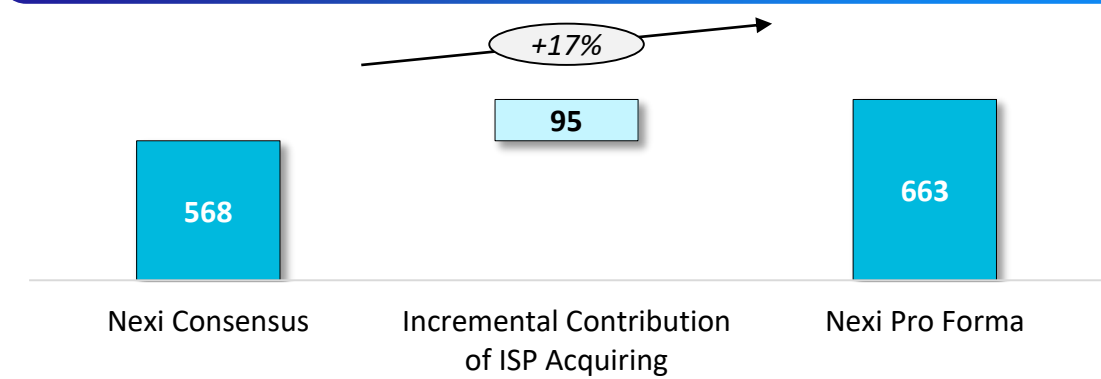 +17%
95
568
663
Nexi Consensus
Incremental Contribution
of ISP Acquiring
Nexi Pro Forma